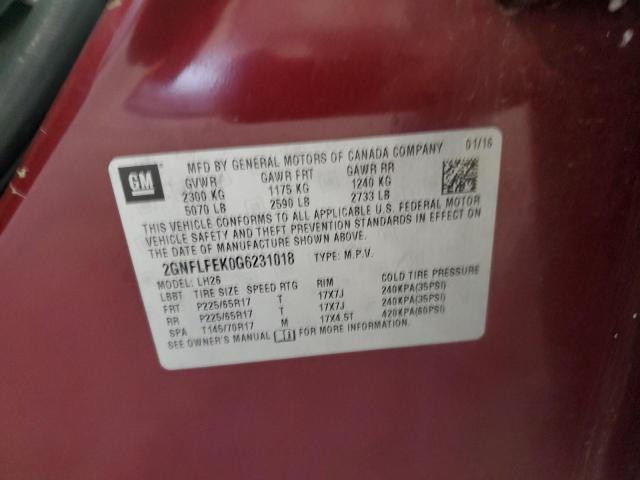 GM
MFD BY GENERAL MOTORS OF CANADA COMPANY 01/16
GVWR GAWR FRT GAWR RR
2300 KG 1175 KG 1240 KG
5070 LB 2590 LB 2733 LB
THIS VEHICLE CONFORMS TO ALL APPLICABLE U.S. FEDERAL MOTOR
VEHICLE SAFETY AND THEFT PREVENTION STANDARDS IN EFFECT ON
THE DATE OF MANUFACTURE SHOWN ABOVE.
2GNFLFEK0G6231018 TYPE: M.P.V.
MODEL: LH26
LBBT TIRE SIZE SPEED RTG RIM COLD TIRE PRESSURE
FRT P225/65R17 T 17X7J 240KPA(35PSI)
RR P225/65R17 T 17X7J 240KPA(35PSI)
SPA T145/70R17 M 17X4.5T 420KPA(60PSI)
SEE OWNER'S MANUAL FOR MORE INFORMATION.